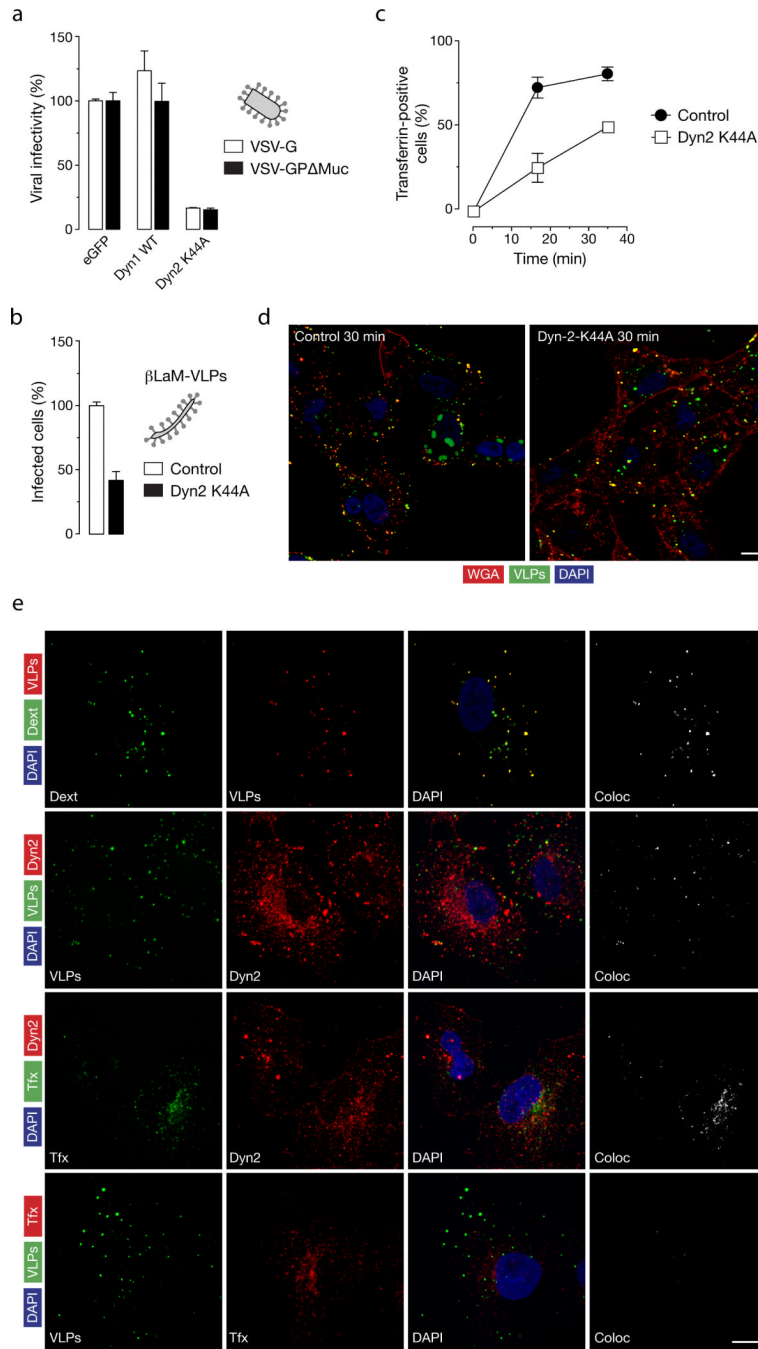 a
Viral infectivity (%)
150
100
50
0
VSV-G
VSV-GPΔMuc
eGFP
Dyn1 WT
Dyn2 K44A
c
Transferrin-positive
cells (%)
100
50
0
0 10 20 30 40
Time (min)
Control
Dyn2 K44A
b
Infected cells (%)
150
100
50
0
βLaM-VLPs
Control
Dyn2 K44A
d
Control 30 min
Dyn-2-K44A 30 min
WGA VLPs DAPI
e
DAPI Dext VLPs
Dext VLPs DAPI Coloc
DAPI VLPs Dyn2
VLPs Dyn2 DAPI Coloc
DAPI Tfx Dyn2
Tfx Dyn2 DAPI Coloc
DAPI VLPs Tfx
VLPs Tfx DAPI Coloc